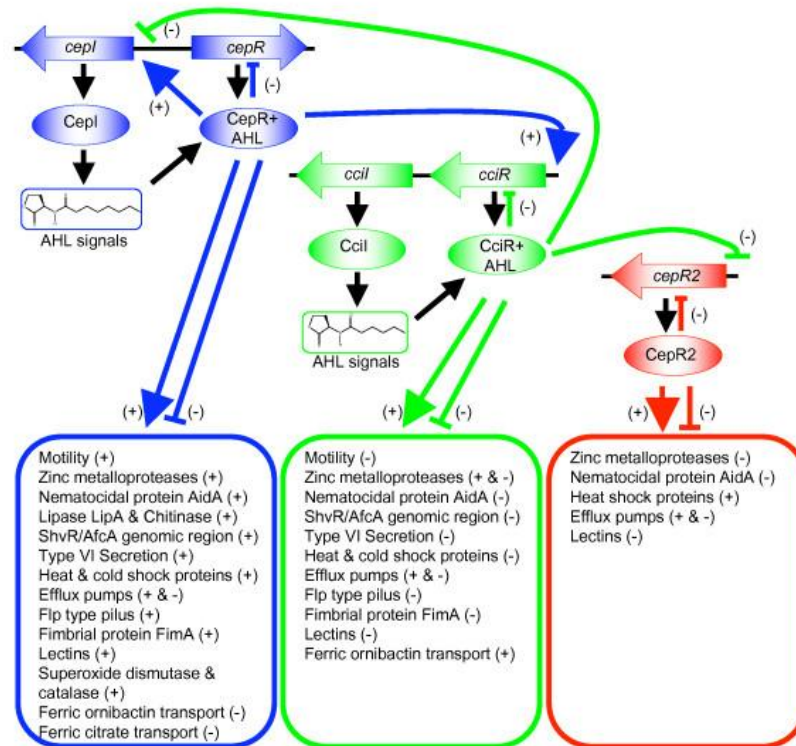 cepI
(-)
cepR
(+)
(-)
CepI
CepR+
AHL
(+)
AHL signals
cciI
cciR
(-)
CciI
CciR+
AHL
(-)
cepR2
(-)
AHL signals
CepR2
(+)
(-)
(+)
(-)
(+)
(-)
Motility (+)
Zinc metalloproteases (+)
Nematocidal protein AidA (+)
Lipase LipA & Chitinase (+)
ShvR/AfcA genomic region (+)
Type VI Secretion (+)
Heat & cold shock proteins (+)
Efflux pumps (+ & -)
Flp type pilus (+)
Fimbrial protein FimA (+)
Lectins (+)
Superoxide dismutase &
catalase (+)
Ferric ornibactin transport (-)
Ferric citrate transport (-)
Motility (-)
Zinc metalloproteases (+ & -)
Nematocidal protein AidA (-)
ShvR/AfcA genomic region (-)
Type VI Secretion (-)
Heat & cold shock proteins (-)
Efflux pumps (+ & -)
Flp type pilus (-)
Fimbrial protein FimA (-)
Lectins (-)
Ferric ornibactin transport (+)
Zinc metalloproteases (-)
Nematocidal protein AidA (-)
Heat shock proteins (+)
Efflux pumps (+ & -)
Lectins (-)